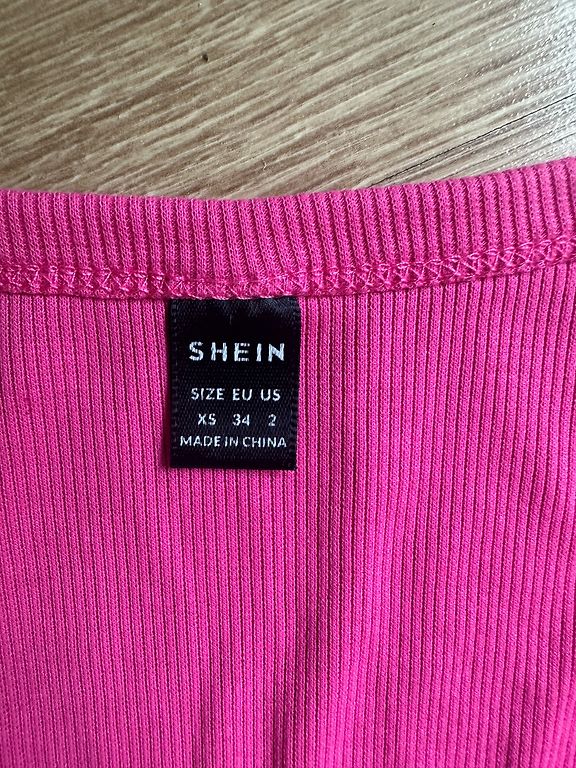 SHEIN
SIZE EU US
XS 34 2
MADE IN CHINA